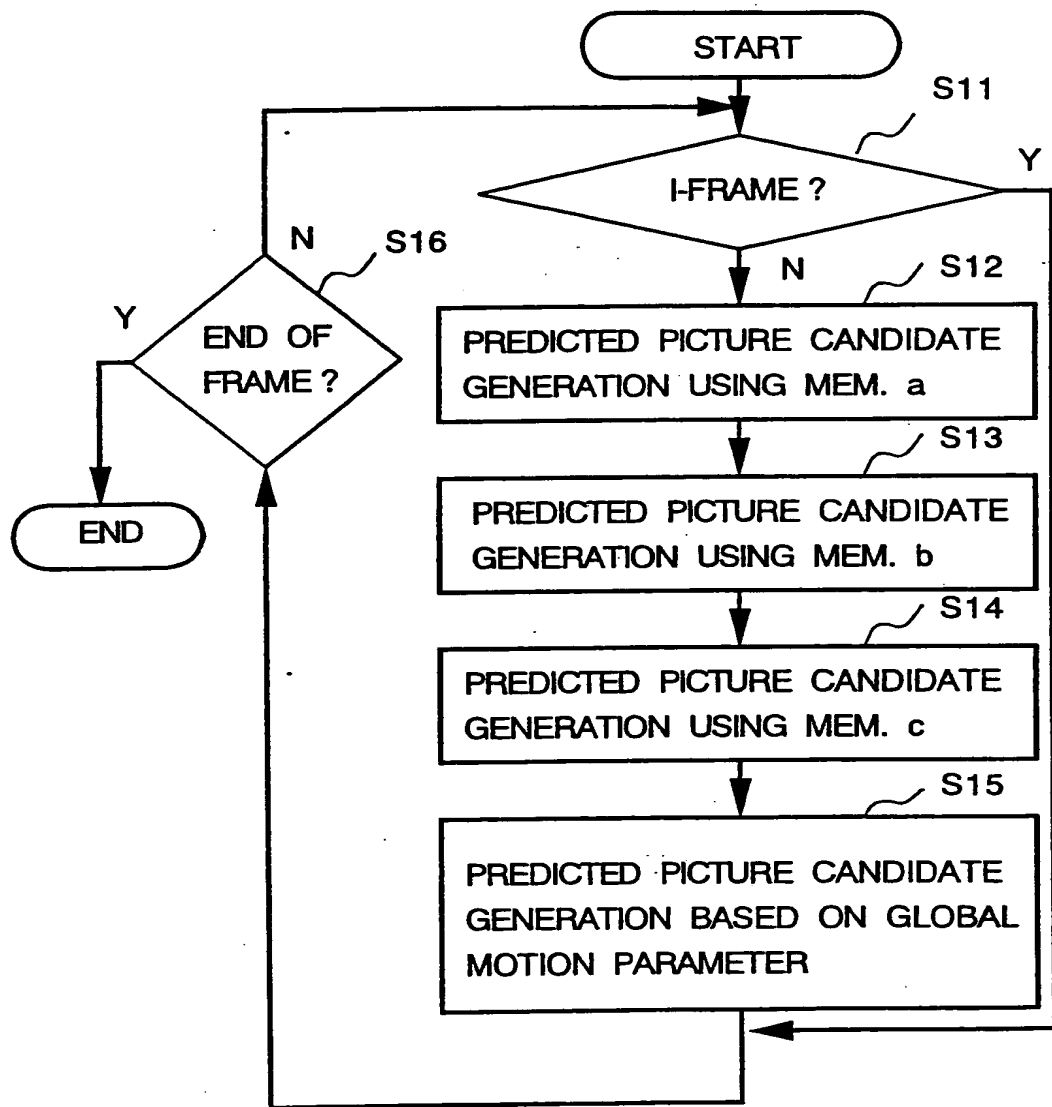 START
S11
Y
I-FRAME ?
N
S16
N
S12
Y
END OF
FRAME ?
PREDICTED PICTURE CANDIDATE
GENERATION USING MEM. a
S13
END
PREDICTED PICTURE CANDIDATE
GENERATION USING MEM. b
S14
PREDICTED PICTURE CANDIDATE
GENERATION USING MEM. c
S15
PREDICTED PICTURE CANDIDATE
GENERATION BASED ON GLOBAL
MOTION PARAMETER